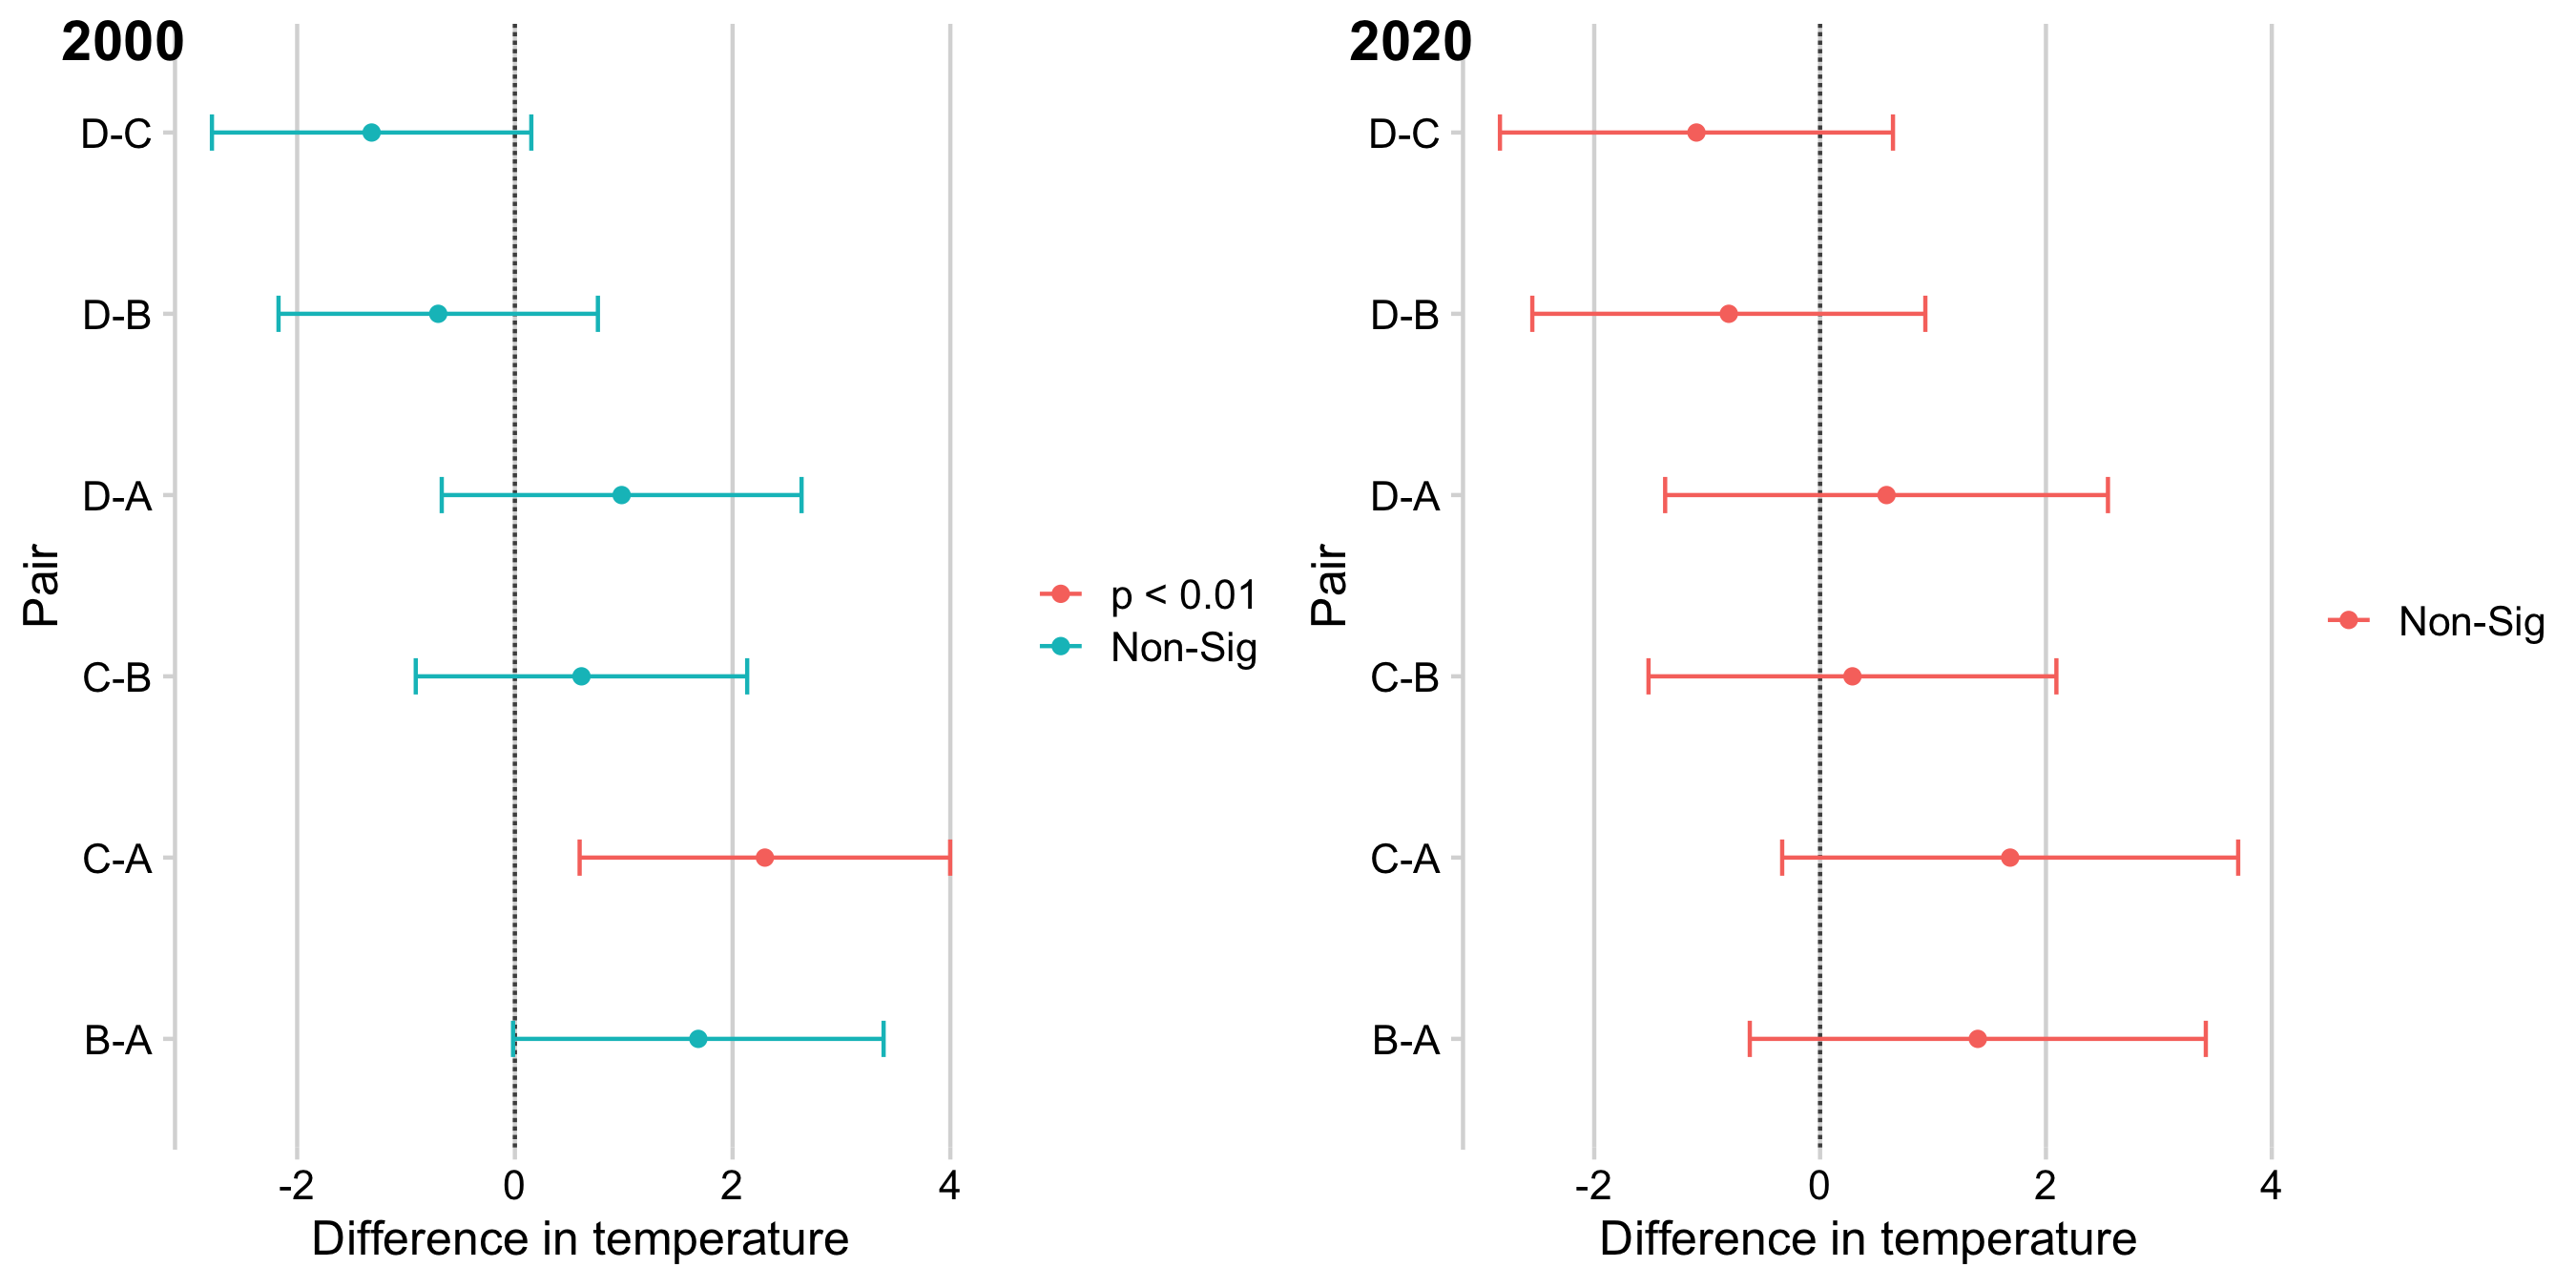 2000
D-C
D-B
D-A
C-B
C-A
B-A
Pair
-2 0 2 4
Difference in temperature
p < 0.01
Non-Sig
2020
D-C
D-B
D-A
C-B
C-A
B-A
Pair
-2 0 2 4
Difference in temperature
Non-Sig